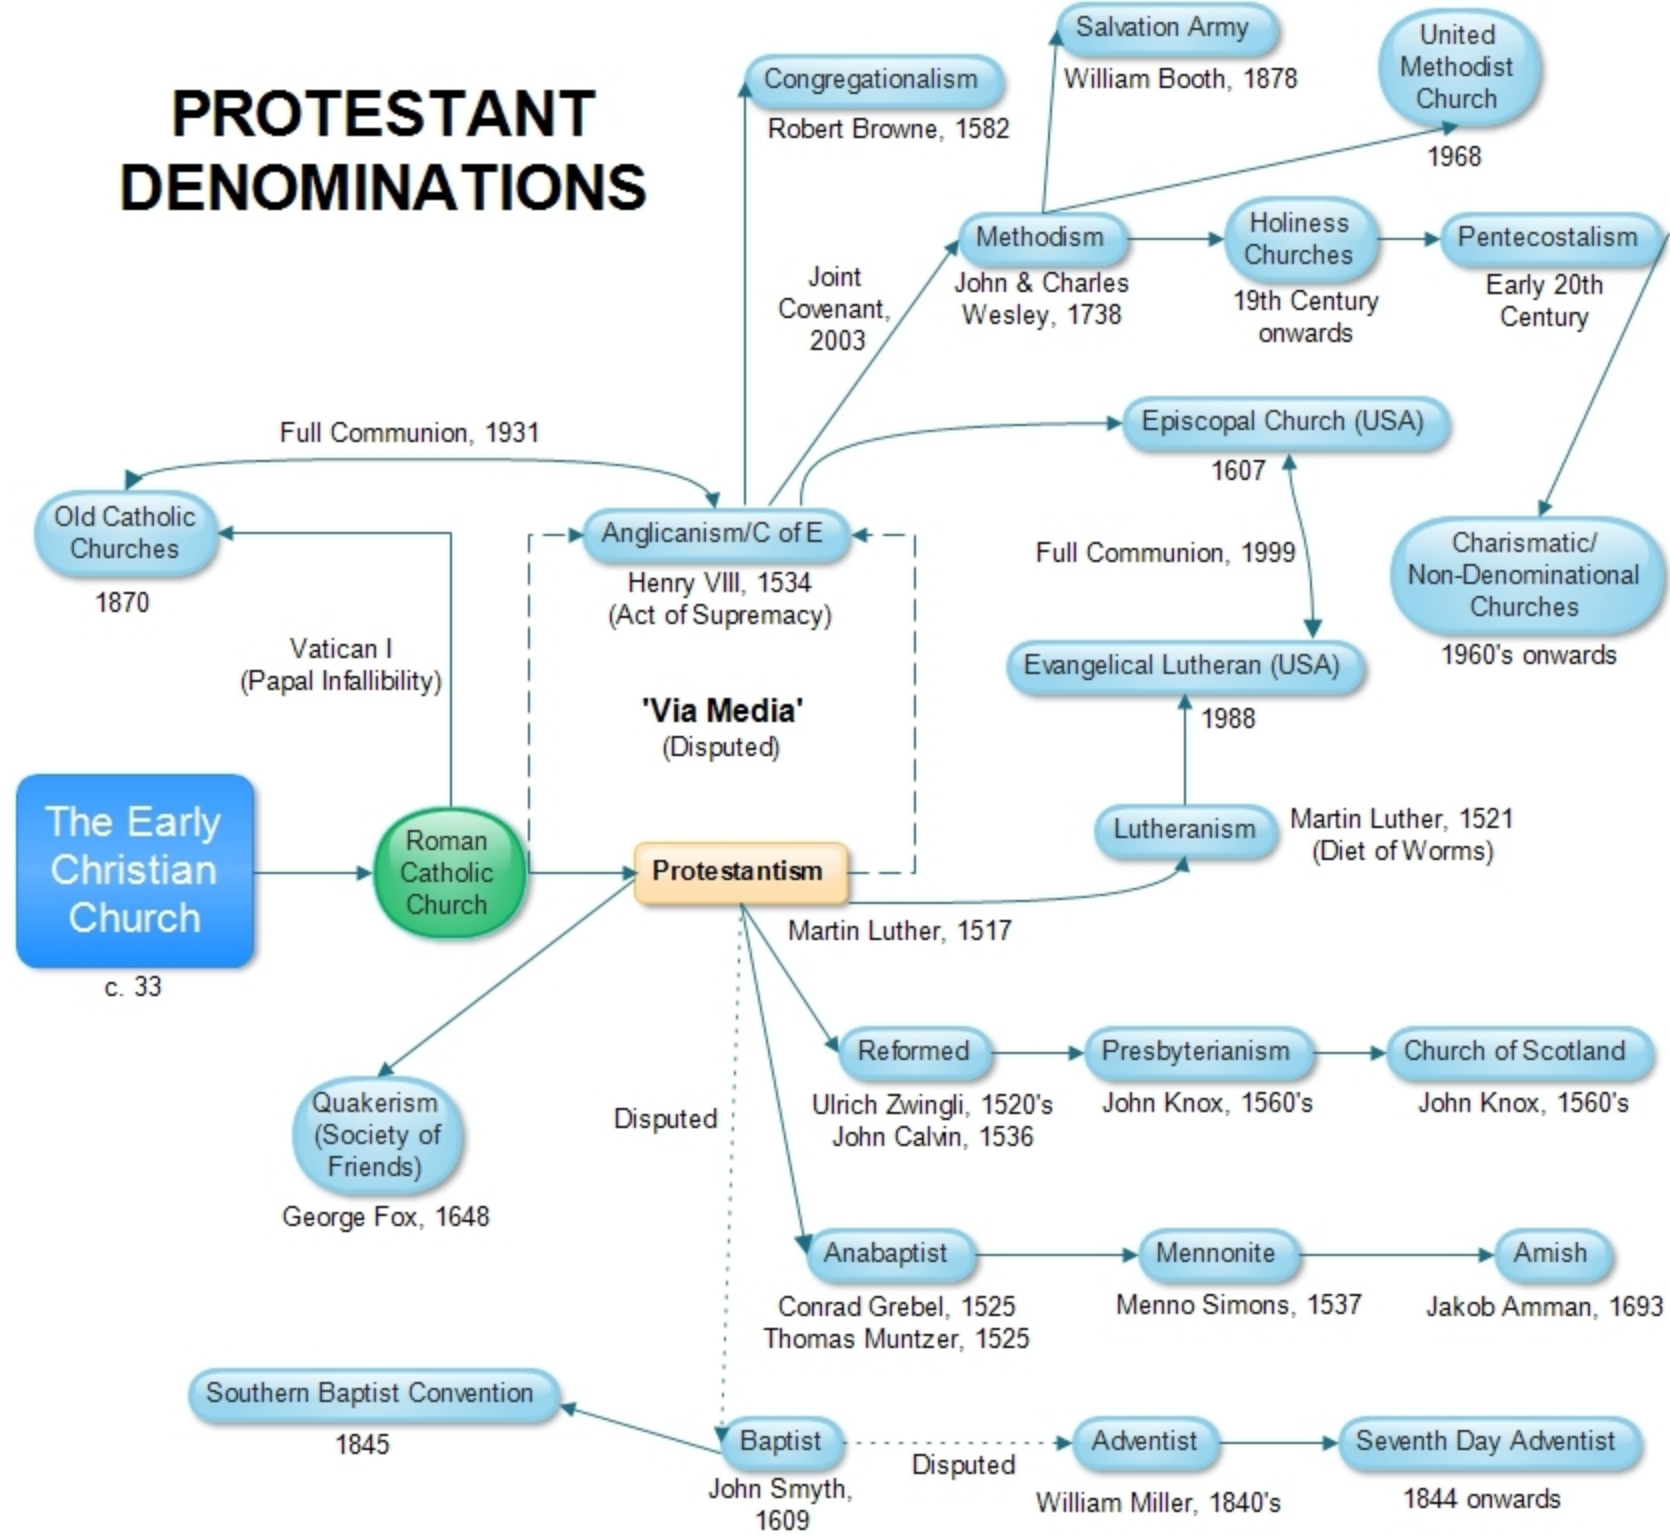 PROTESTANT
DENOMINATIONS
Salvation Army
William Booth, 1878
United
Methodist
Church
1968
Congregationalism
Robert Browne, 1582
Methodism
John & Charles
Wesley, 1738
Holiness
Churches
19th Century
onwards
Pentecostalism
Early 20th
Century
Joint
Covenant,
2003
Full Communion, 1931
Episcopal Church (USA)
1607
Old Catholic
Churches
1870
Anglicanism/C of E
Henry VIII, 1534
(Act of Supremacy)
Full Communion, 1999
Charismatic/
Non-Denominational
Churches
1960's onwards
Vatican I
(Papal Infallibility)
'Via Media'
(Disputed)
Evangelical Lutheran (USA)
1988
The Early
Christian
Church
c. 33
Roman
Catholic
Church
Protestantism
Lutheranism
Martin Luther, 1521
(Diet of Worms)
Martin Luther, 1517
Quakerism
(Society of
Friends)
George Fox, 1648
Disputed
Reformed
Ulrich Zwingli, 1520's
John Calvin, 1536
Presbyterianism
John Knox, 1560's
Church of Scotland
John Knox, 1560's
Anabaptist
Conrad Grebel, 1525
Thomas Muntzer, 1525
Mennonite
Menno Simons, 1537
Amish
Jakob Amman, 1693
Southern Baptist Convention
1845
Baptist
John Smyth,
1609
Disputed
Adventist
William Miller, 1840's
Seventh Day Adventist
1844 onwards